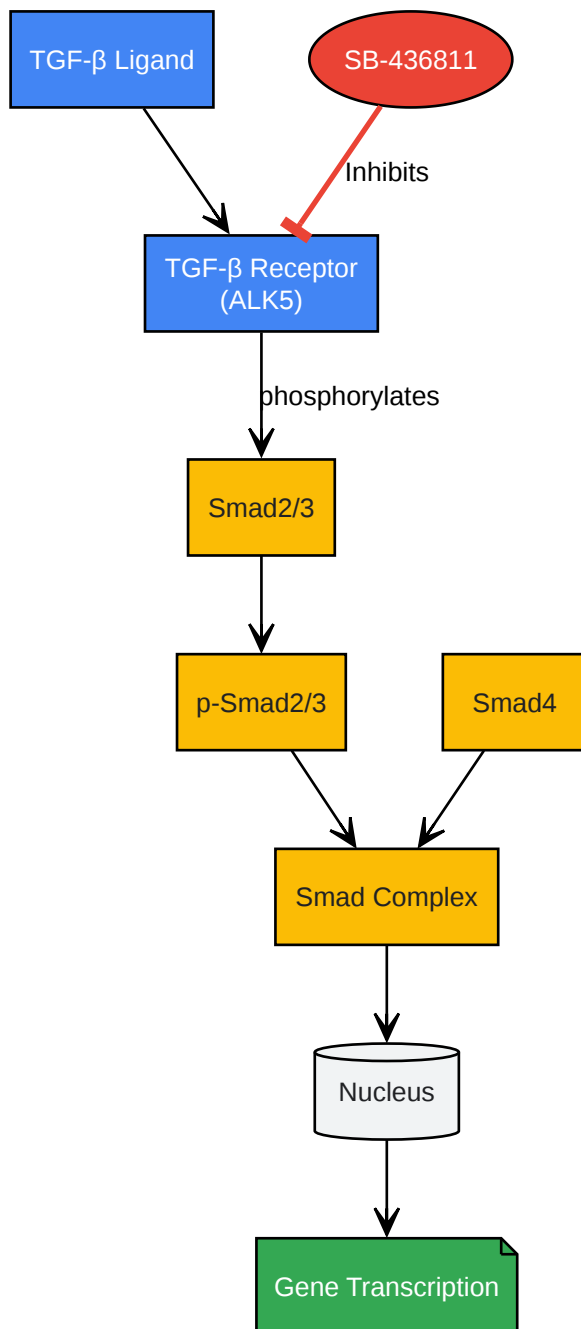 TGF-β Ligand
SB-436811
Inhibits
TGF-β Receptor
(ALK5)
phosphorylates
Smad2/3
p-Smad2/3
Smad4
Smad Complex
Nucleus
Gene Transcription